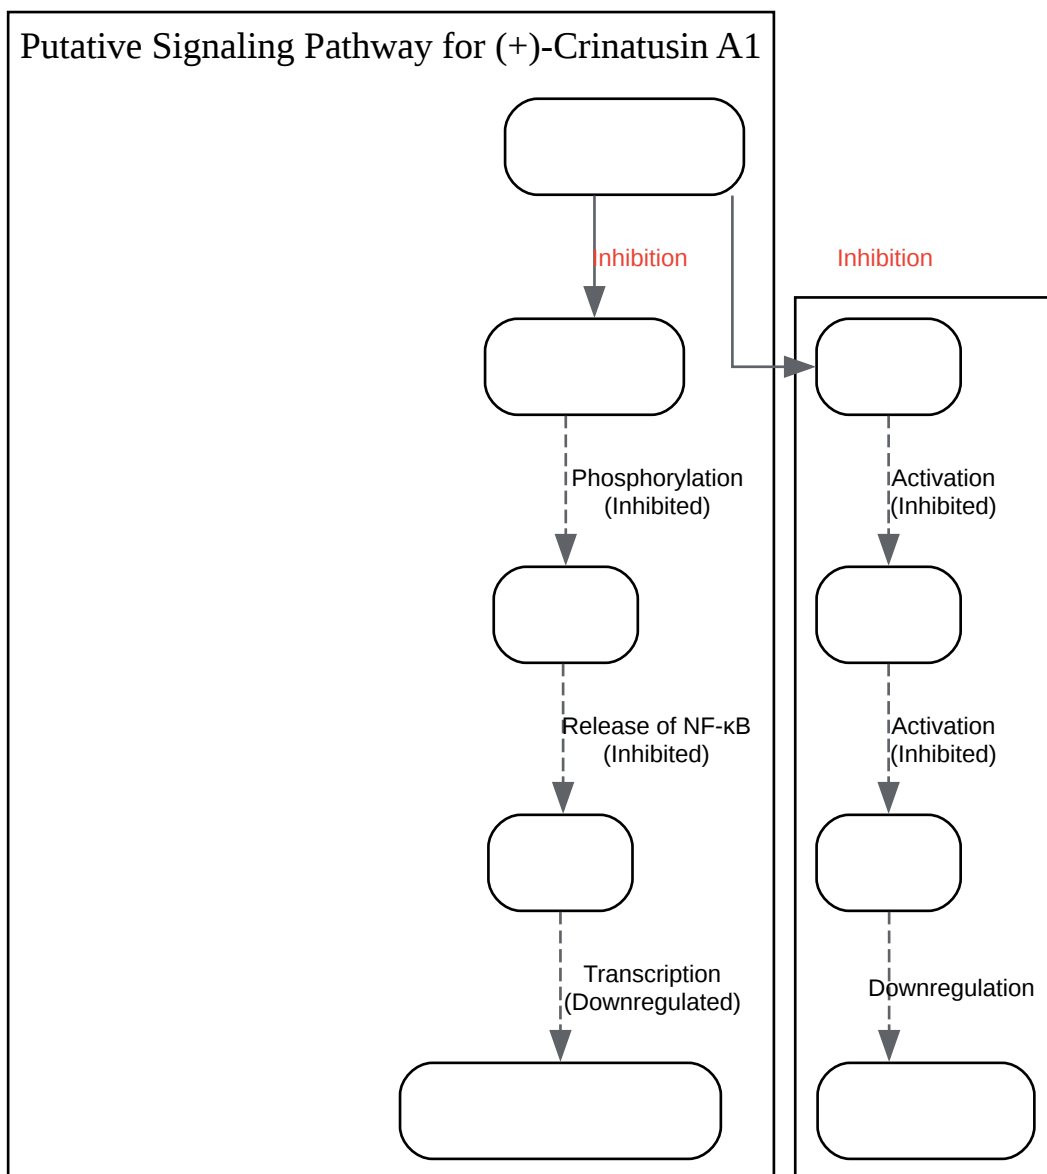 Putative Signaling Pathway for (+)-Crinatusin A1
Inhibition
Inhibition
Phosphorylation
(Inhibited)
Activation
(Inhibited)
Release of NF-κB
(Inhibited)
Activation
(Inhibited)
Transcription
(Downregulated)
Downregulation